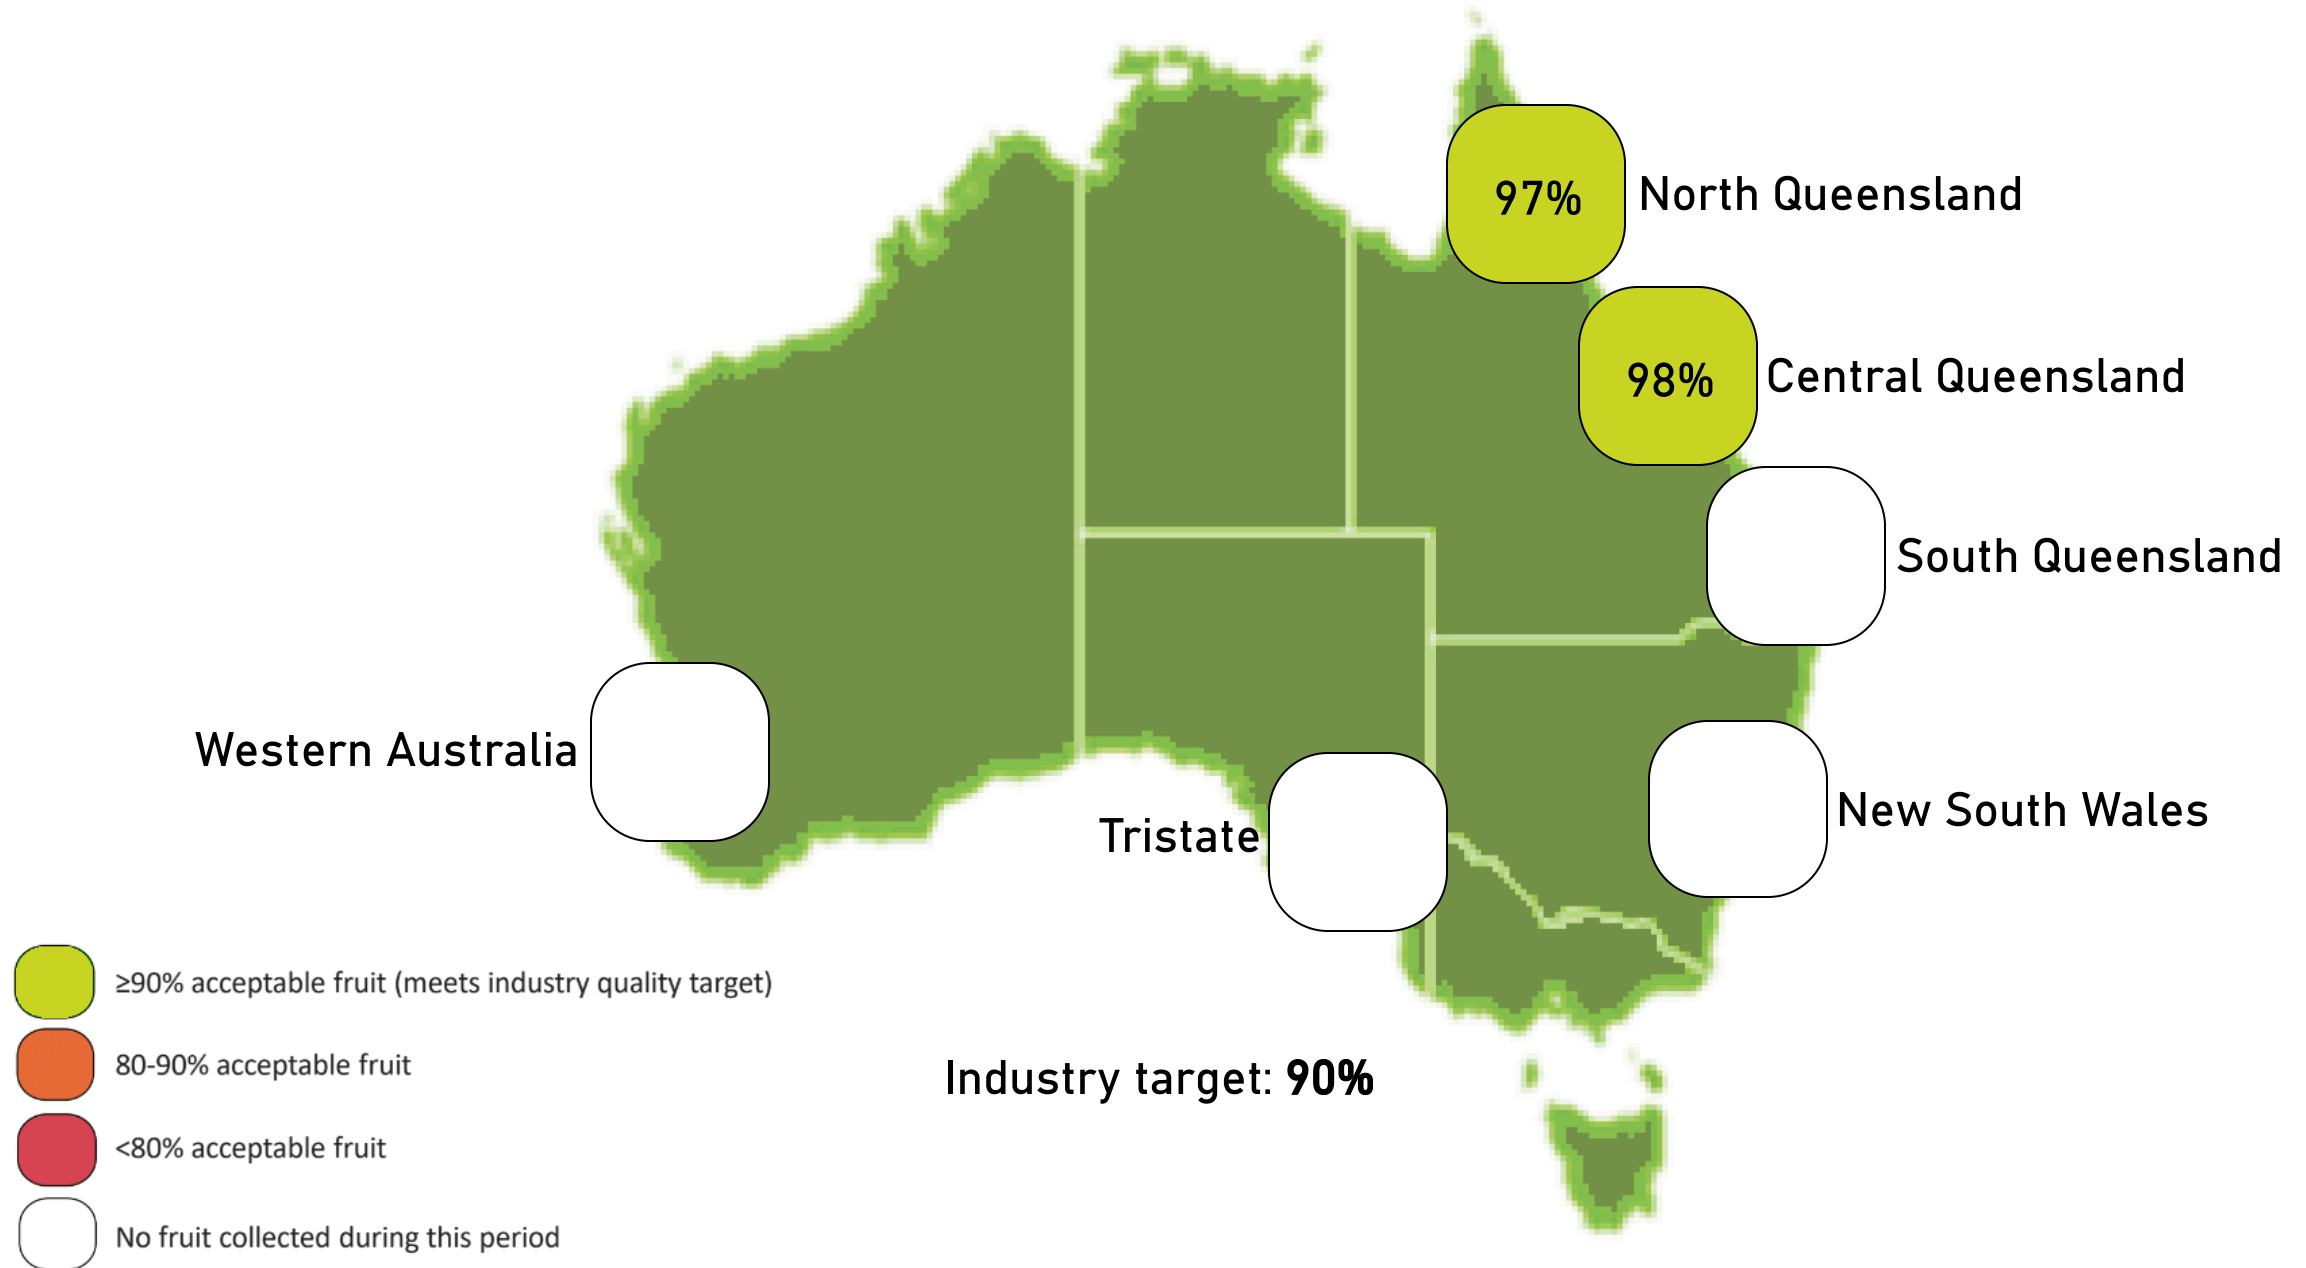 97%
North Queensland
98%
Central Queensland
South Queensland
Western Australia
New South Wales
Tristate
≥90% acceptable fruit (meets industry quality target)
80-90% acceptable fruit
Industry target: 90%
<80% acceptable fruit
No fruit collected during this period